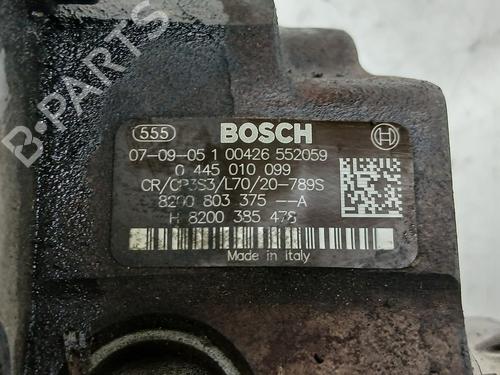 B-PARTS
555 BOSCH
07-09-05 1 00426 552059
0 445 010 099
CR/CP3S3/L70/20-789S
8200 803 375 --A
H 8200 385 478
Made in Italy